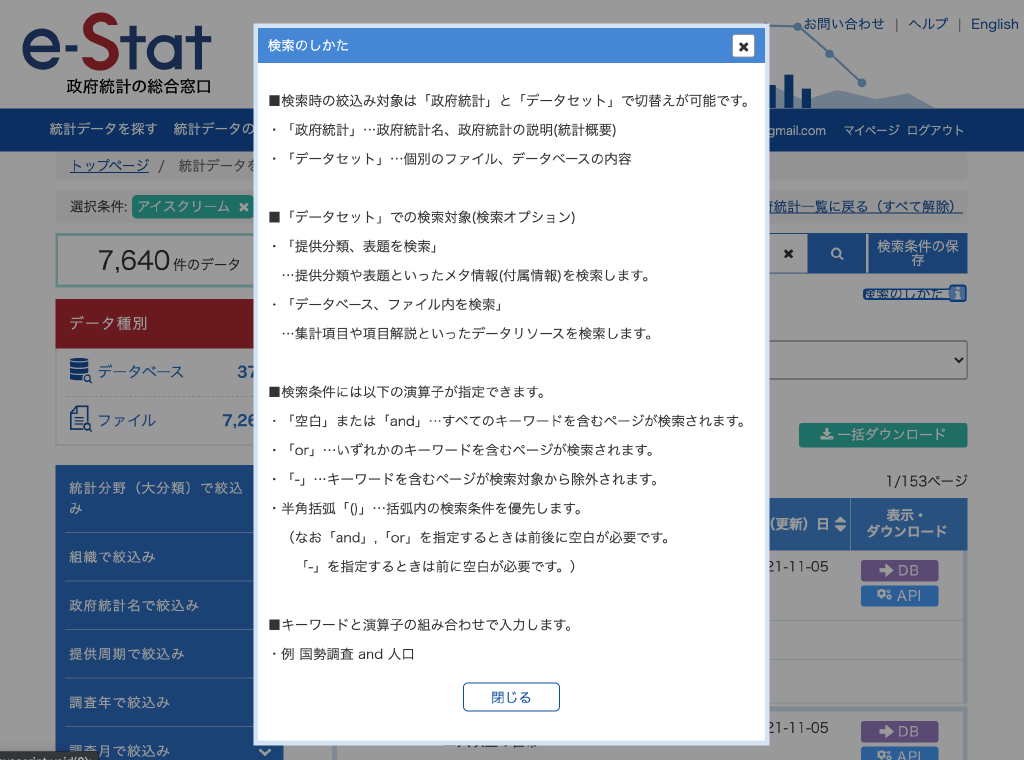 e-Stat
政府統計の総合窓口
お問い合わせ | ヘルプ | English
統計データを探す 統計データの
gmail.com マイページ ログアウト
トップページ / 統計データを
選択条件: アイスクリーム ×
府統計一覧に戻る（すべて解除）
7,640 件のデータ
検索条件の保
存
検索のしかた
データ種別
データベース 37
ファイル 7,26
一括ダウンロード
1/153ページ
統計分野（大分類）で絞込
み
組織で絞込み
政府統計名で絞込み
提供周期で絞込み
調査年で絞込み
調査月で絞込み
（更新）日
表示・
ダウンロード
21-11-05
DB
API
21-11-05
DB
API
検索のしかた
■検索時の絞込み対象は「政府統計」と「データセット」で切替えが可能です。
・「政府統計」…政府統計名、政府統計の説明(統計概要)
・「データセット」…個別のファイル、データベースの内容
■「データセット」での検索対象(検索オプション)
・「提供分類、表題を検索」
…提供分類や表題といったメタ情報(付属情報)を検索します。
・「データベース、ファイル内を検索」
…集計項目や項目解説といったデータリソースを検索します。
■検索条件には以下の演算子が指定できます。
・「空白」または「and」…すべてのキーワードを含むページが検索されます。
・「or」…いずれかのキーワードを含むページが検索されます。
・「-」…キーワードを含むページが検索対象から除外されます。
・半角括弧「()」…括弧内の検索条件を優先します。
（なお「and」,「or」を指定するときは前後に空白が必要です。
「-」を指定するときは前に空白が必要です。）
■キーワードと演算子の組み合わせで入力します。
・例 国勢調査 and 人口
閉じる